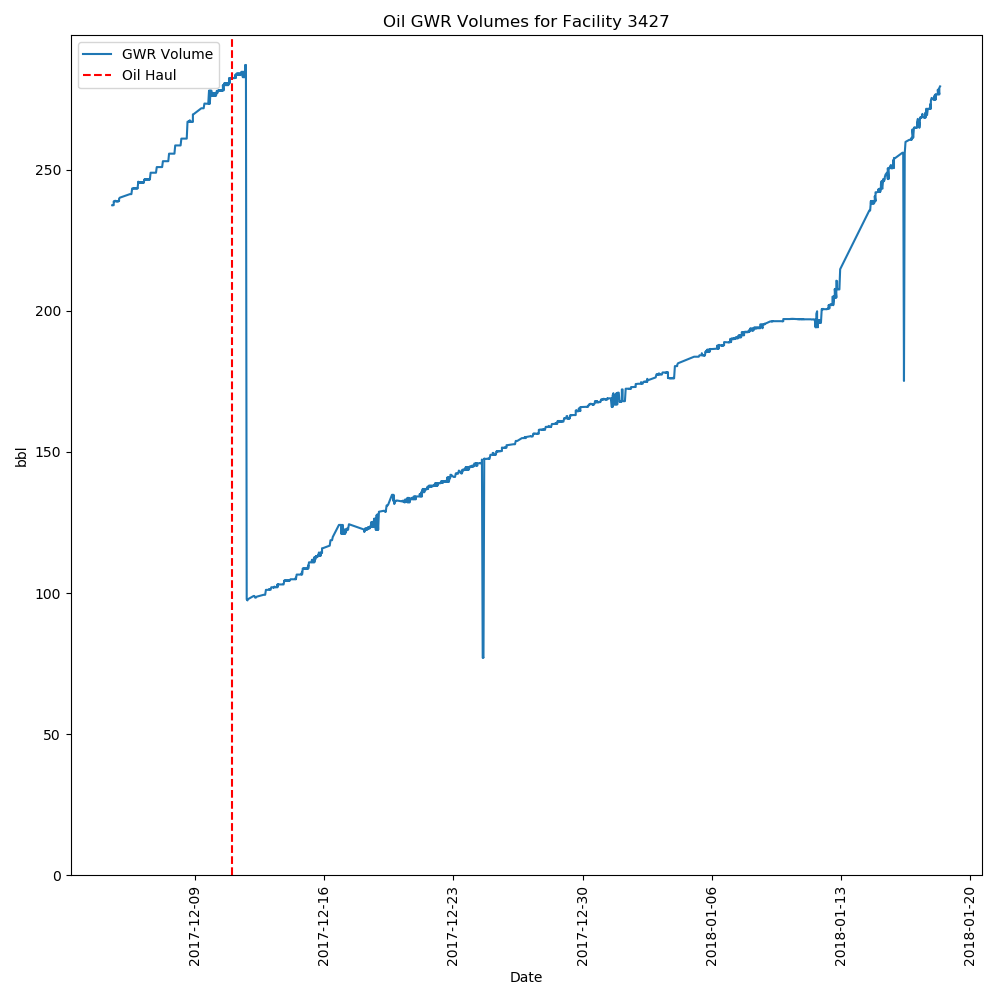 Oil GWR Volumes for Facility 3427
GWR Volume
Oil Haul
250
200
150
100
50
0
bbl
2017-12-09
2017-12-16
2017-12-23
2017-12-30
2018-01-06
2018-01-13
2018-01-20
Date